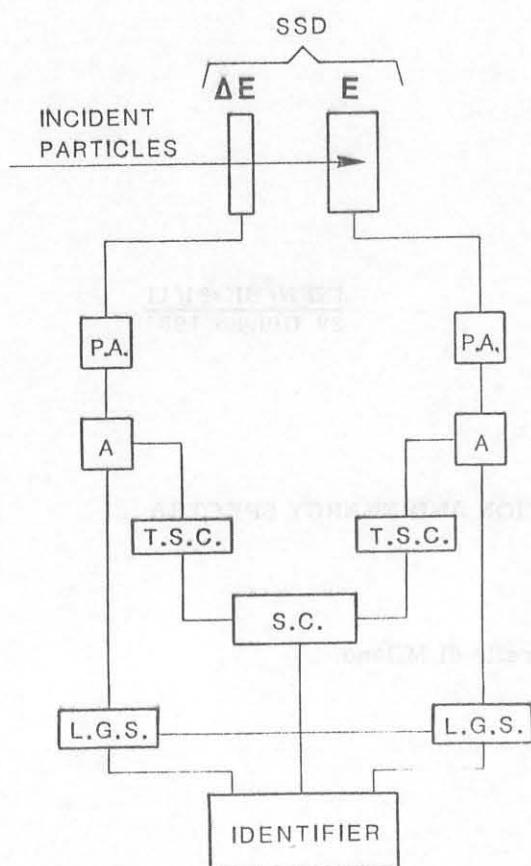 SSD
ΔE E
INCIDENT
PARTICLES
P.A. P.A.
A A
T.S.C. T.S.C.
S.C.
L.G.S. L.G.S.
IDENTIFIER